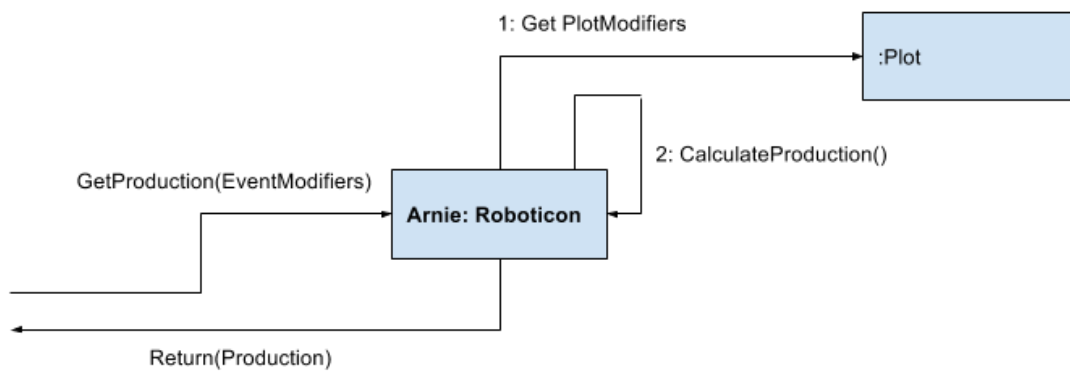 1: Get PlotModifiers
:Plot
2: CalculateProduction()
GetProduction(EventModifiers)
Arnie: Roboticon
Return(Production)